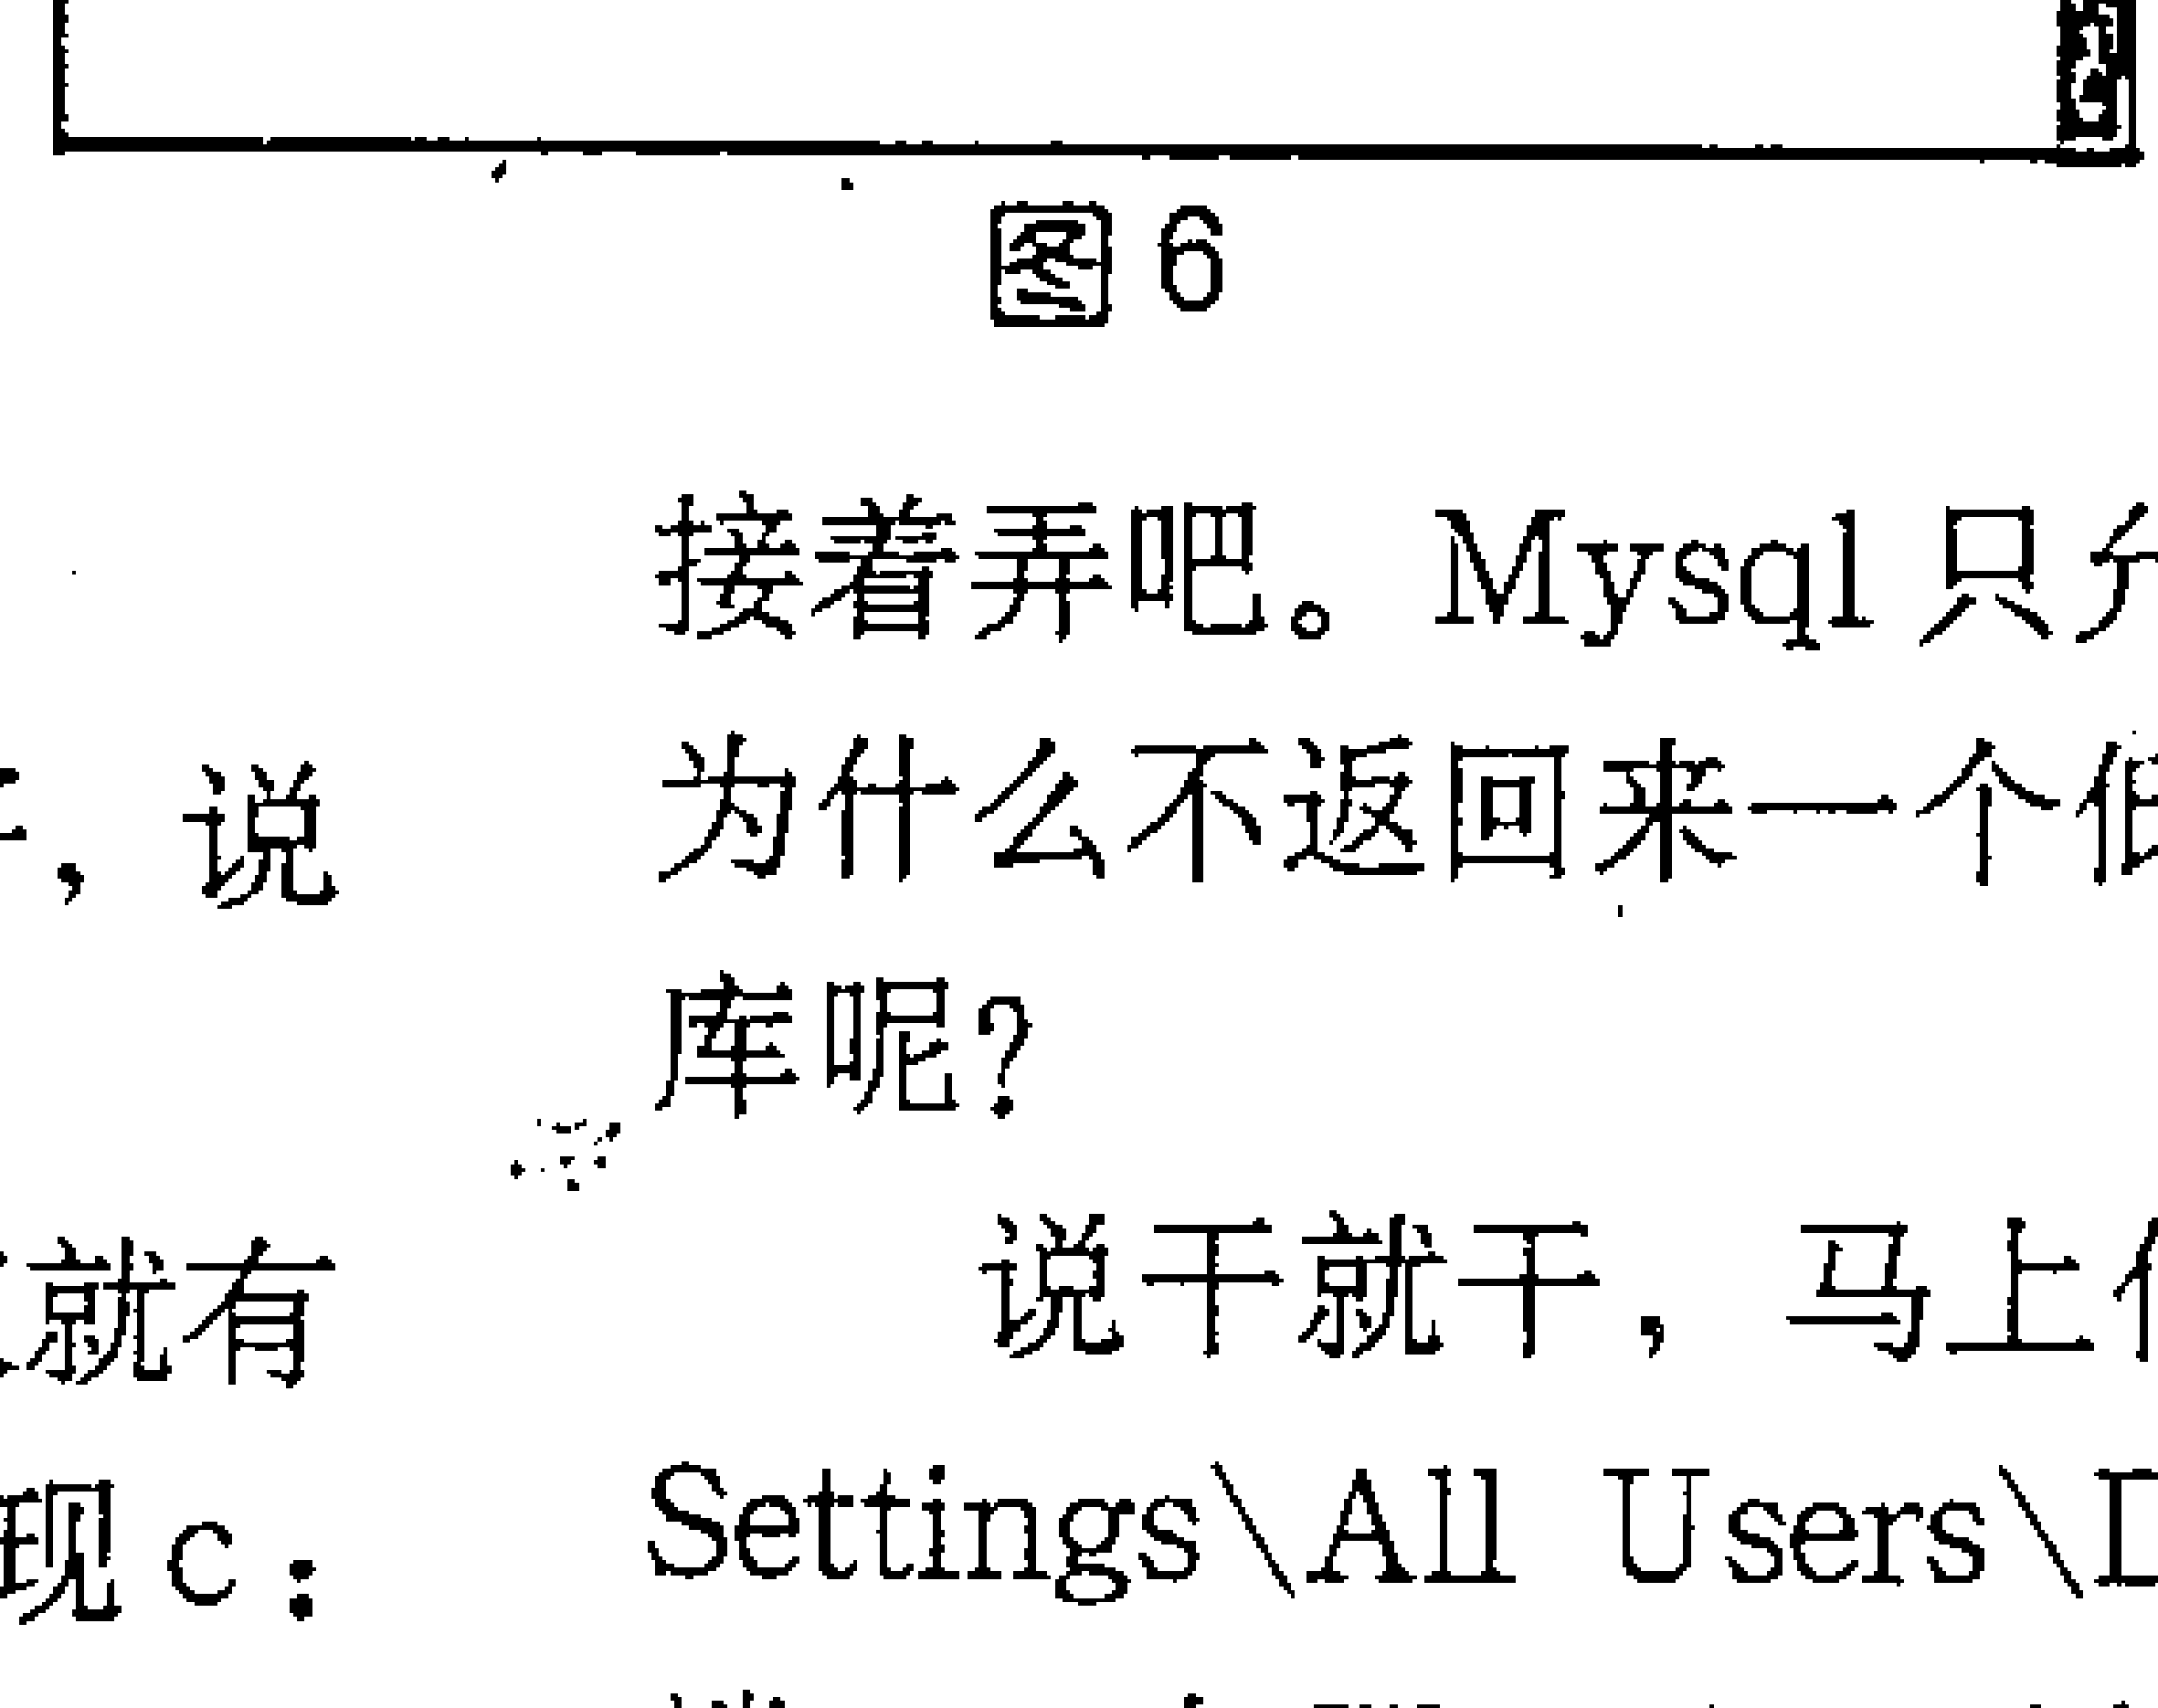 图6
，说
就有
现c：
接着弄吧。Mysql只
为什么不返回来一个
库呢？
说干就干，马上
Settings\All Users\